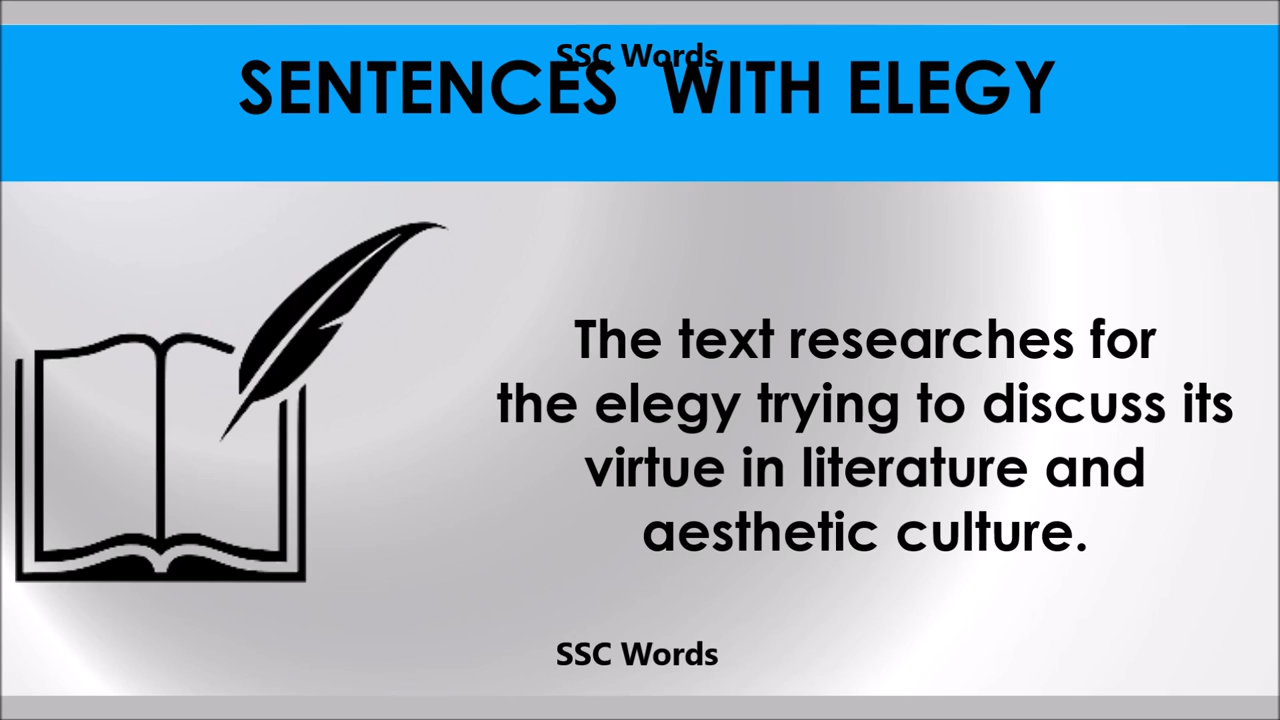 SSC Words
SENTENCES WITH ELEGY
The text researches for
the elegy trying to discuss its
virtue in literature and
aesthetic culture.
SSC Words